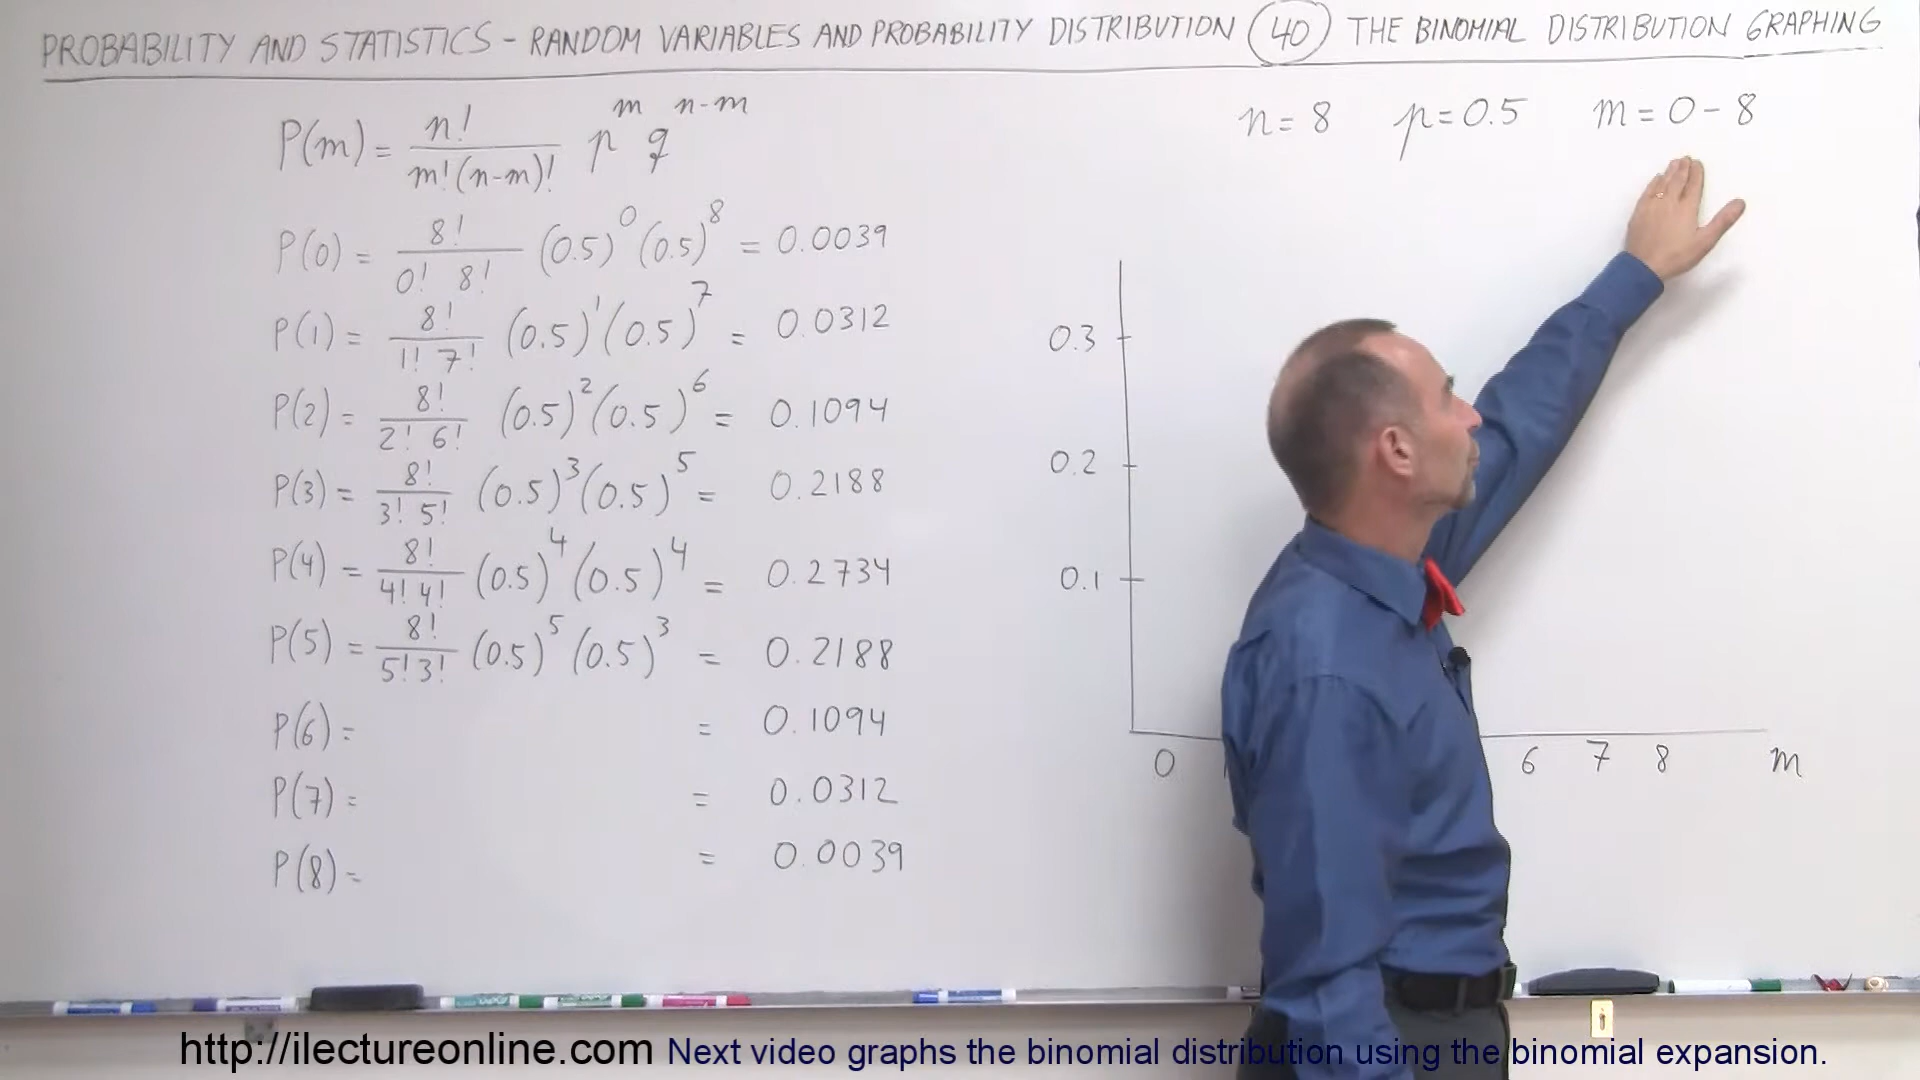 PROBABILITY AND STATISTICS - RANDOM VARIABLES AND PROBABILITY DISTRIBUTION (40) THE BINOMIAL DISTRIBUTION GRAPHING
P(m) = n! / m!(n-m)! p^m q^n-m
n = 8 p = 0.5 m = 0 - 8
P(0) = 8! / 0! 8! (0.5)^0 (0.5)^8 = 0.0039
P(1) = 8! / 1! 7! (0.5)^1 (0.5)^7 = 0.0312
P(2) = 8! / 2! 6! (0.5)^2 (0.5)^6 = 0.1094
P(3) = 8! / 3! 5! (0.5)^3 (0.5)^5 = 0.2188
P(4) = 8! / 4! 4! (0.5)^4 (0.5)^4 = 0.2734
P(5) = 8! / 5! 3! (0.5)^5 (0.5)^3 = 0.2188
P(6) = = 0.1094
P(7) = = 0.0312
P(8) = = 0.0039
0.3
0.2
0.1
0 6 7 8 m
http://ilectureonline.com Next video graphs the binomial distribution using the binomial expansion.